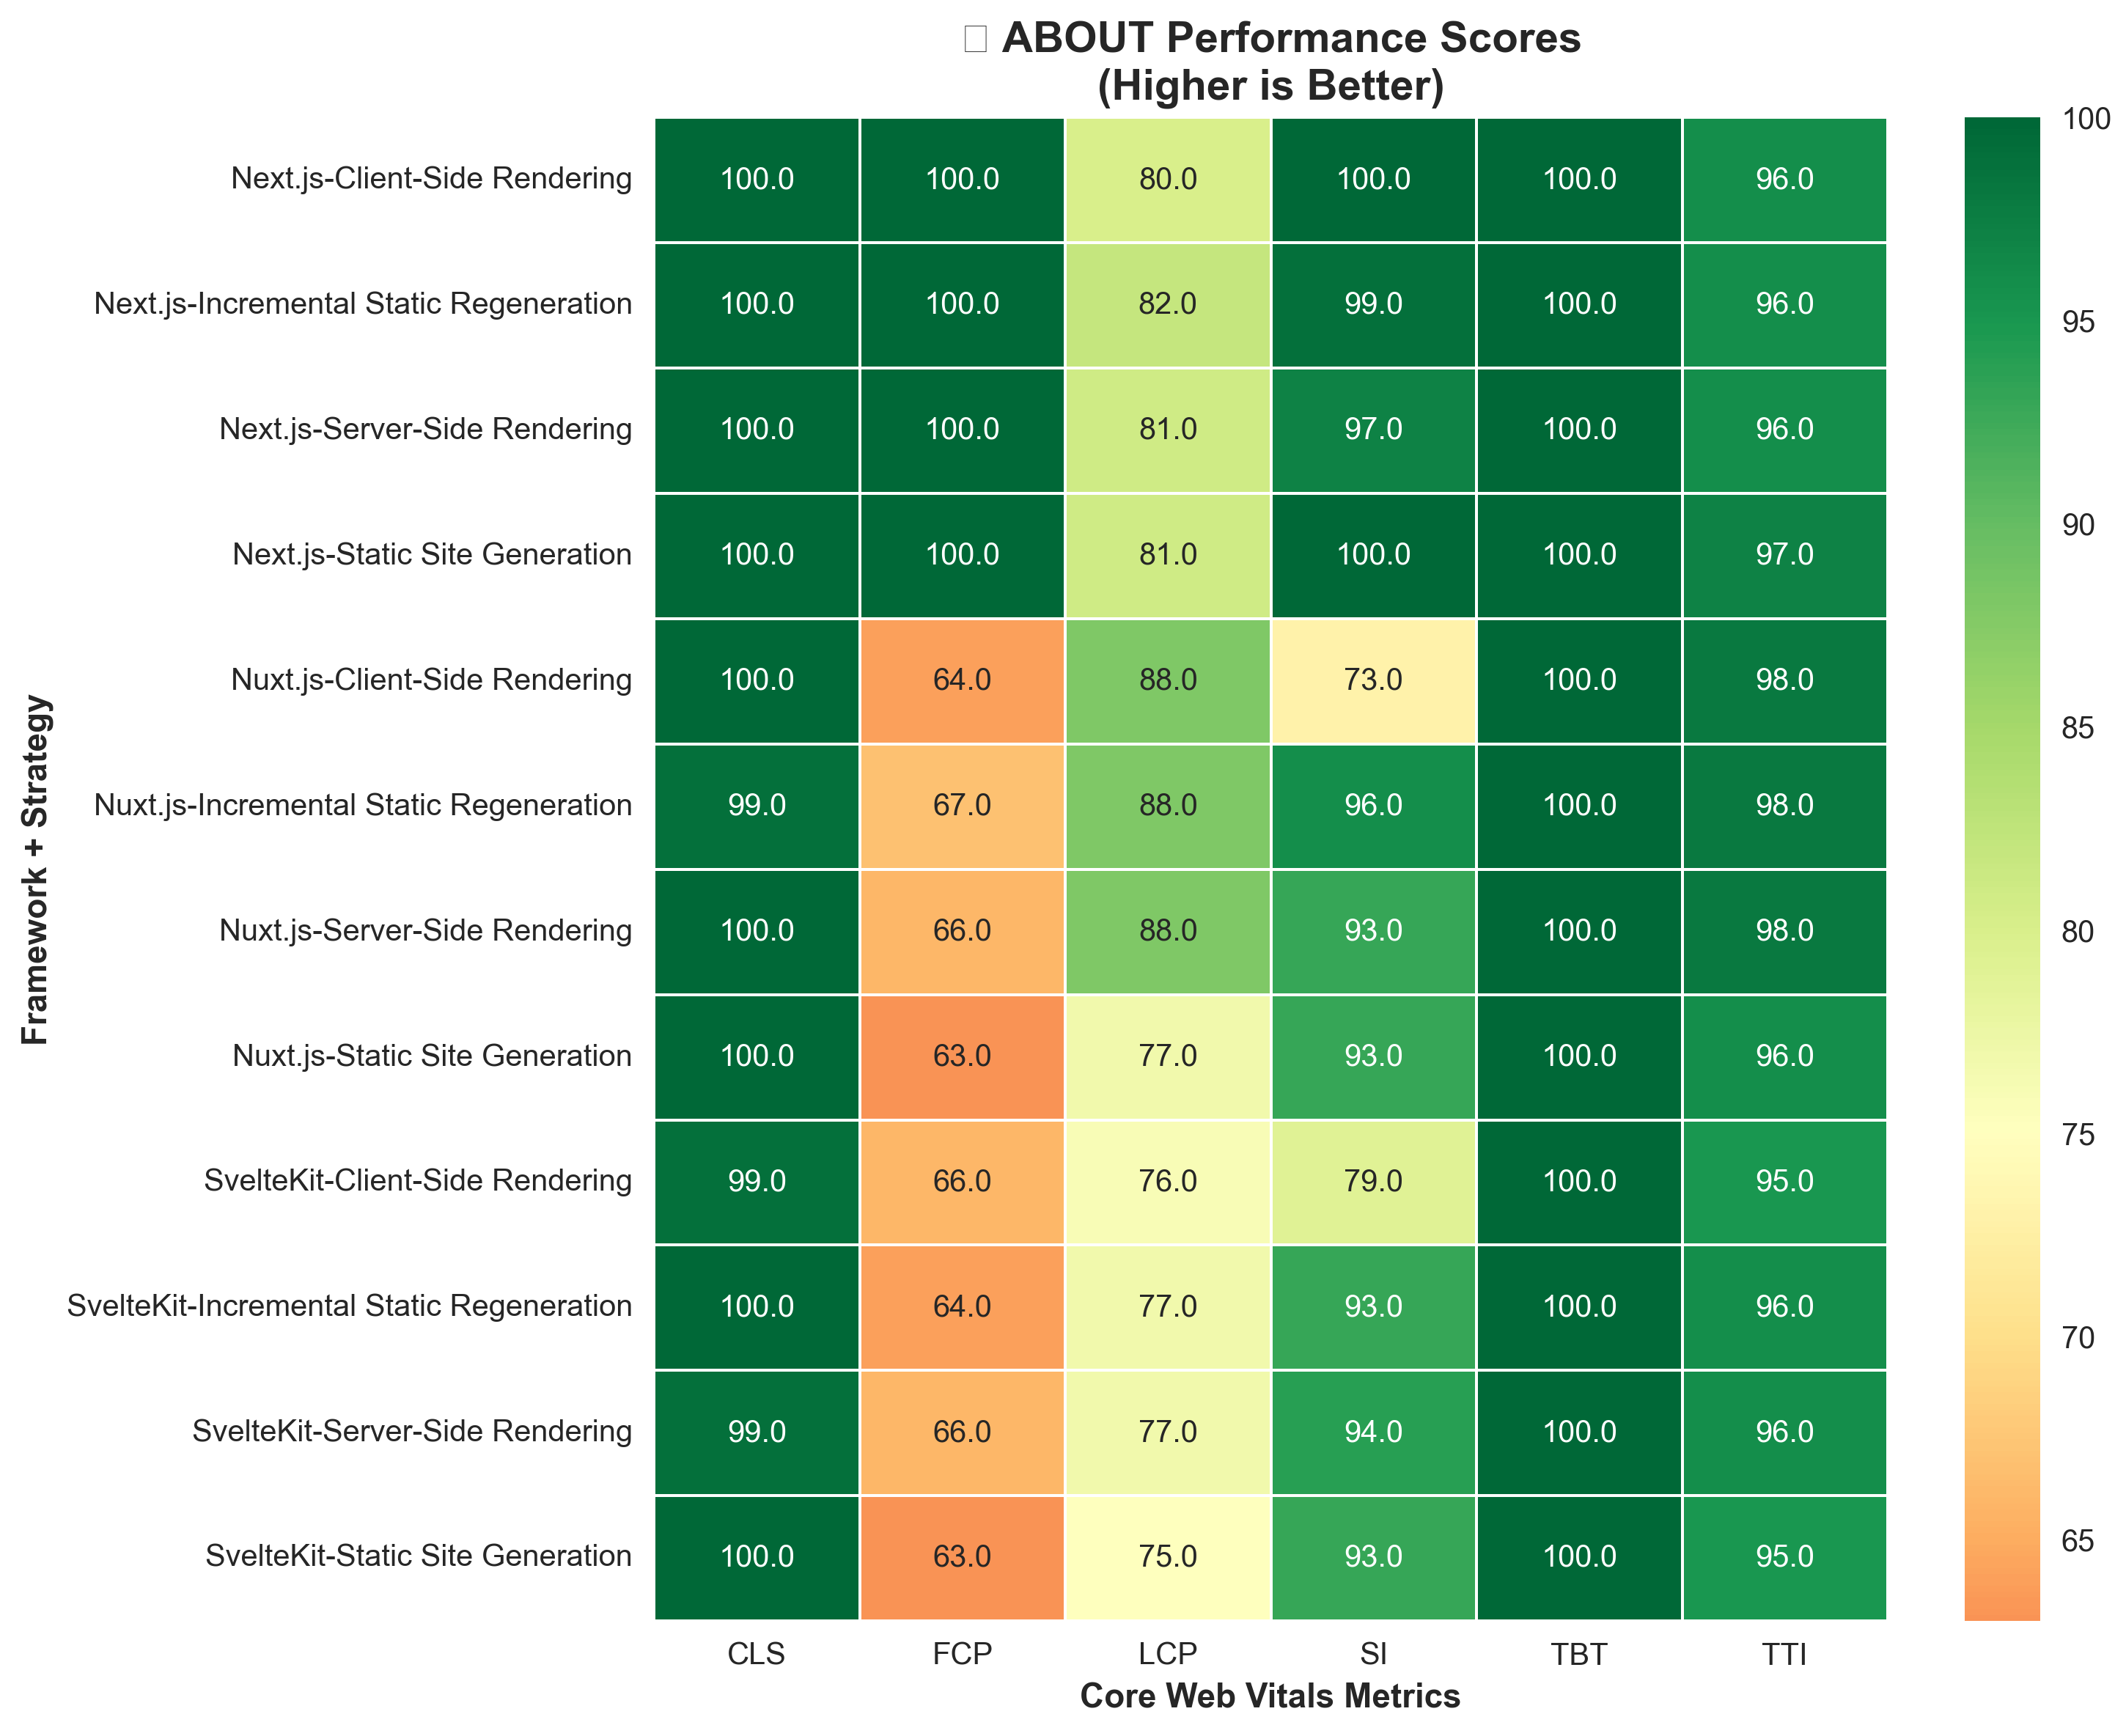 ABOUT Performance Scores
(Higher is Better)
Next.js-Client-Side Rendering 100.0 100.0 80.0 100.0 100.0 96.0
Next.js-Incremental Static Regeneration 100.0 100.0 82.0 99.0 100.0 96.0
Next.js-Server-Side Rendering 100.0 100.0 81.0 97.0 100.0 96.0
Next.js-Static Site Generation 100.0 100.0 81.0 100.0 100.0 97.0
Nuxt.js-Client-Side Rendering 100.0 64.0 88.0 73.0 100.0 98.0
Nuxt.js-Incremental Static Regeneration 99.0 67.0 88.0 96.0 100.0 98.0
Nuxt.js-Server-Side Rendering 100.0 66.0 88.0 93.0 100.0 98.0
Nuxt.js-Static Site Generation 100.0 63.0 77.0 93.0 100.0 96.0
SvelteKit-Client-Side Rendering 99.0 66.0 76.0 79.0 100.0 95.0
SvelteKit-Incremental Static Regeneration 100.0 64.0 77.0 93.0 100.0 96.0
SvelteKit-Server-Side Rendering 99.0 66.0 77.0 94.0 100.0 96.0
SvelteKit-Static Site Generation 100.0 63.0 75.0 93.0 100.0 95.0
CLS FCP LCP SI TBT TTI
Core Web Vitals Metrics
Framework + Strategy
100
95
90
85
80
75
70
65